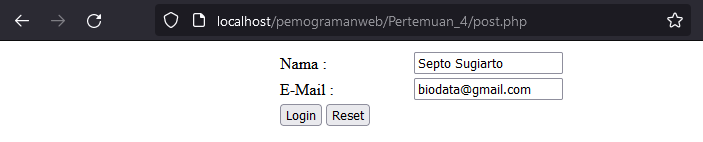 localhost/pemogramanweb/Pertemuan_4/post.php
Nama : Septo Sugiarto
E-Mail : biodata@gmail.com
Login Reset